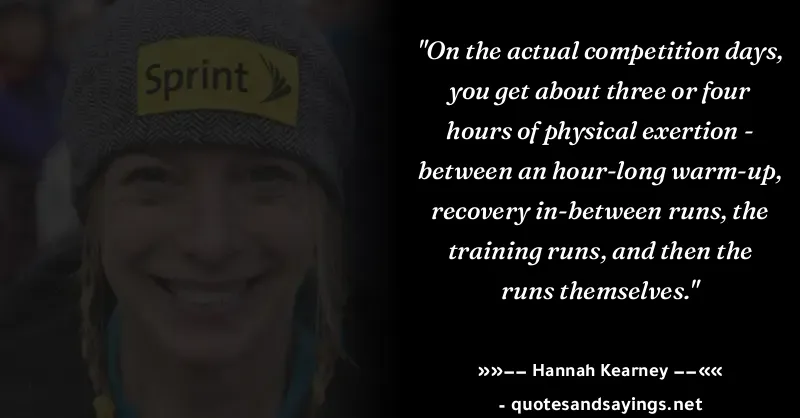 Sprint
"On the actual competition days,
you get about three or four
hours of physical exertion -
between an hour-long warm-up,
recovery in-between runs, the
training runs, and then the
runs themselves."
»»–– Hannah Kearney ––««
- quotesandsayings.net